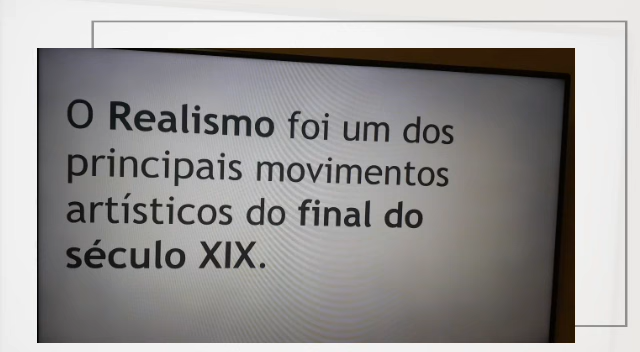 O Realismo foi um dos
principais movimentos
artísticos do final do
século XIX.